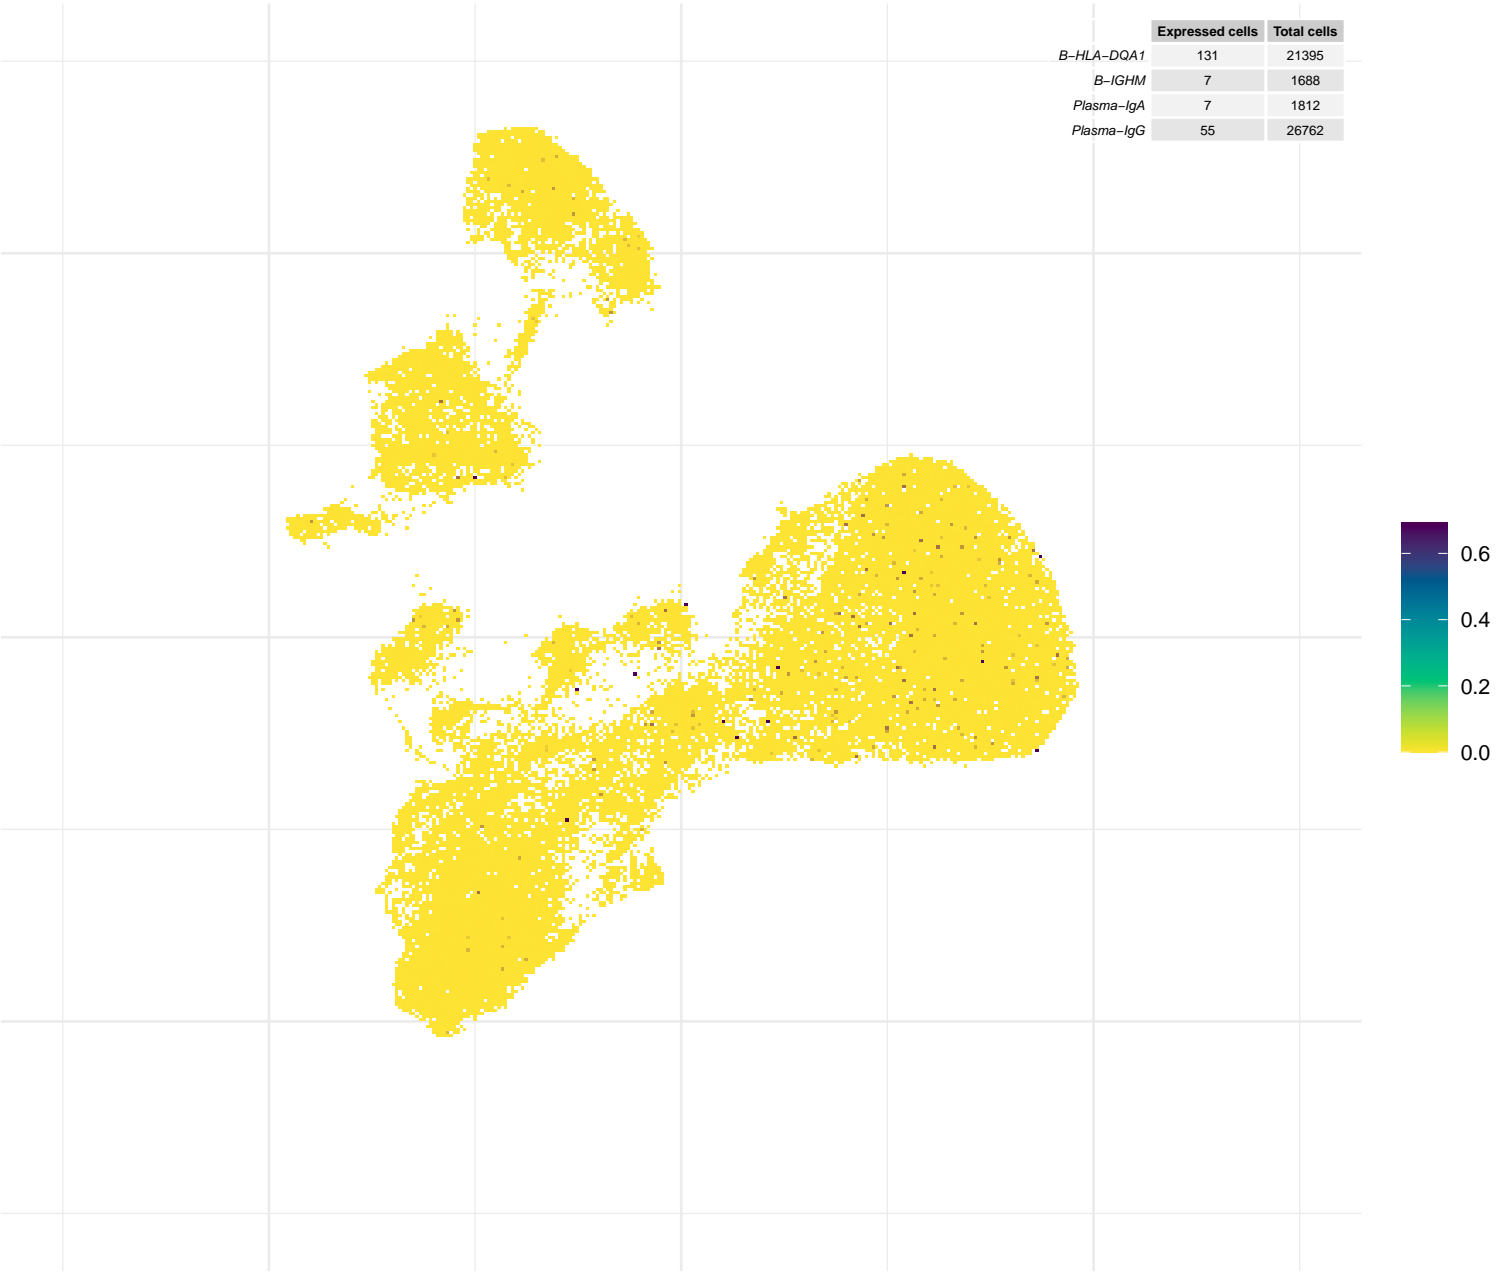 Expressed cells Total cells
B−HLA−DQA1 131 21395
B−IGHM 7 1688
Plasma−IgA 7 1812
Plasma−IgG 55 26762
0.6
0.4
0.2
0.0